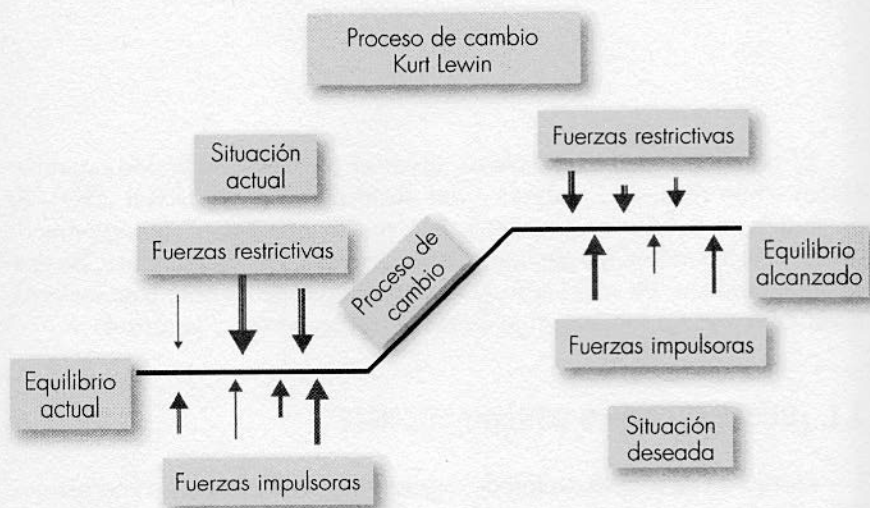 Proceso de cambio
Kurt Lewin
Situación
actual
Fuerzas restrictivas
Fuerzas restrictivas
Proceso de
cambio
Equilibrio
alcanzado
Fuerzas impulsoras
Equilibrio
actual
Situación
deseada
Fuerzas impulsoras